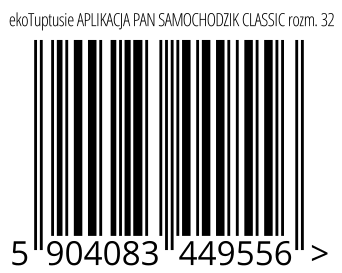 ekoTuptusie APLIKACJA PAN SAMOCHODZIK CLASSIC rozm. 32
5 904083 449556 >